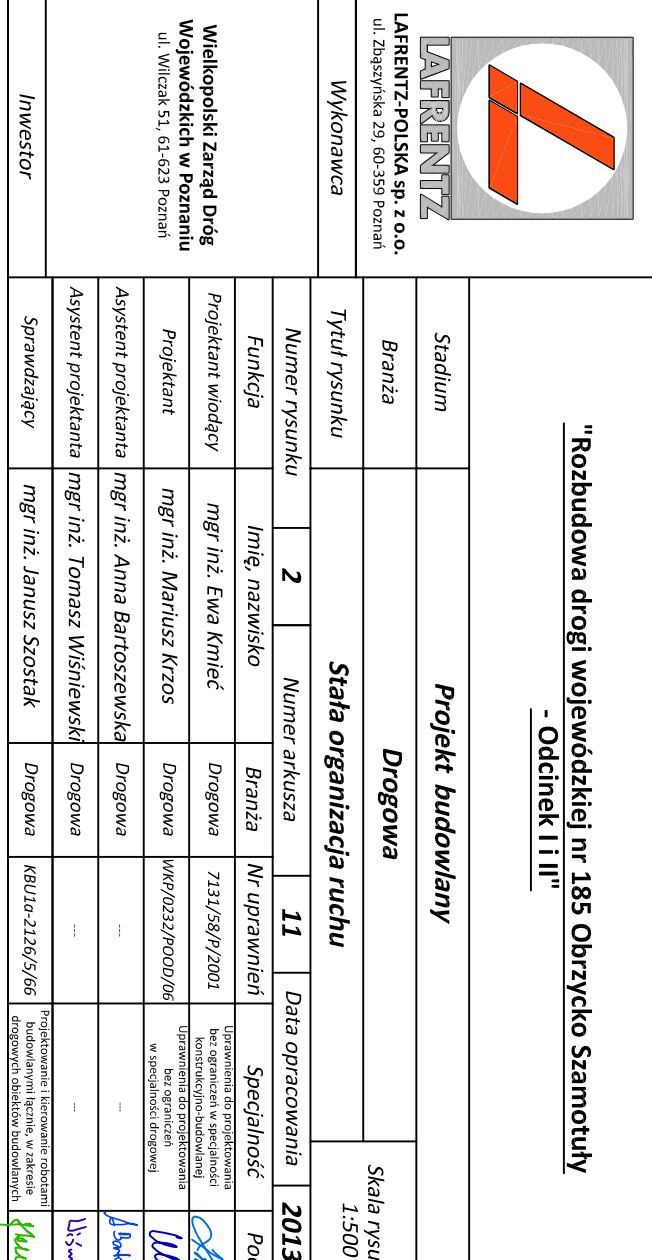 "Rozbudowa drogi wojewódzkiej nr 185 Obrzycko Szamotuły
- Odcinek I i II"
LAFRENTZ
LAFRENTZ-POLSKA sp. z o.o.
ul. Zbąszyńska 29, 60-359 Poznań
Wykonawca
Wielkopolski Zarząd Dróg
Wojewódzkich w Poznaniu
ul. Wilczak 51, 61-623 Poznań
Inwestor
Stadium Projekt budowlany
Branża Drogowa
Tytuł rysunku Stała organizacja ruchu
Skala rysu
1:500
Numer rysunku 2 Numer arkusza 11 Data opracowania 2013
Funkcja Imię, nazwisko Branża Nr uprawnień Specjalność
Projektant wiodący mgr inż. Ewa Kmieć Drogowa 7131/58/P/2001
Uprawnienia do projektowania
bez ograniczeń w specjalności
konstrukcyjno-budowlanej
Projektant mgr inż. Mariusz Krzos Drogowa WKP/0232/POOD/06
Uprawnienia do projektowania
bez ograniczeń
w specjalności drogowej
Asystent projektanta mgr inż. Anna Bartoszewska Drogowa --- ---
Asystent projektanta mgr inż. Tomasz Wiśniewski Drogowa --- ---
Sprawdzający mgr inż. Janusz Szostak Drogowa KBU1a-2126/5/66
Projektowanie i kierowanie robotami
budowlanymi łącznie, w zakresie
drogowych obiektów budowlanych